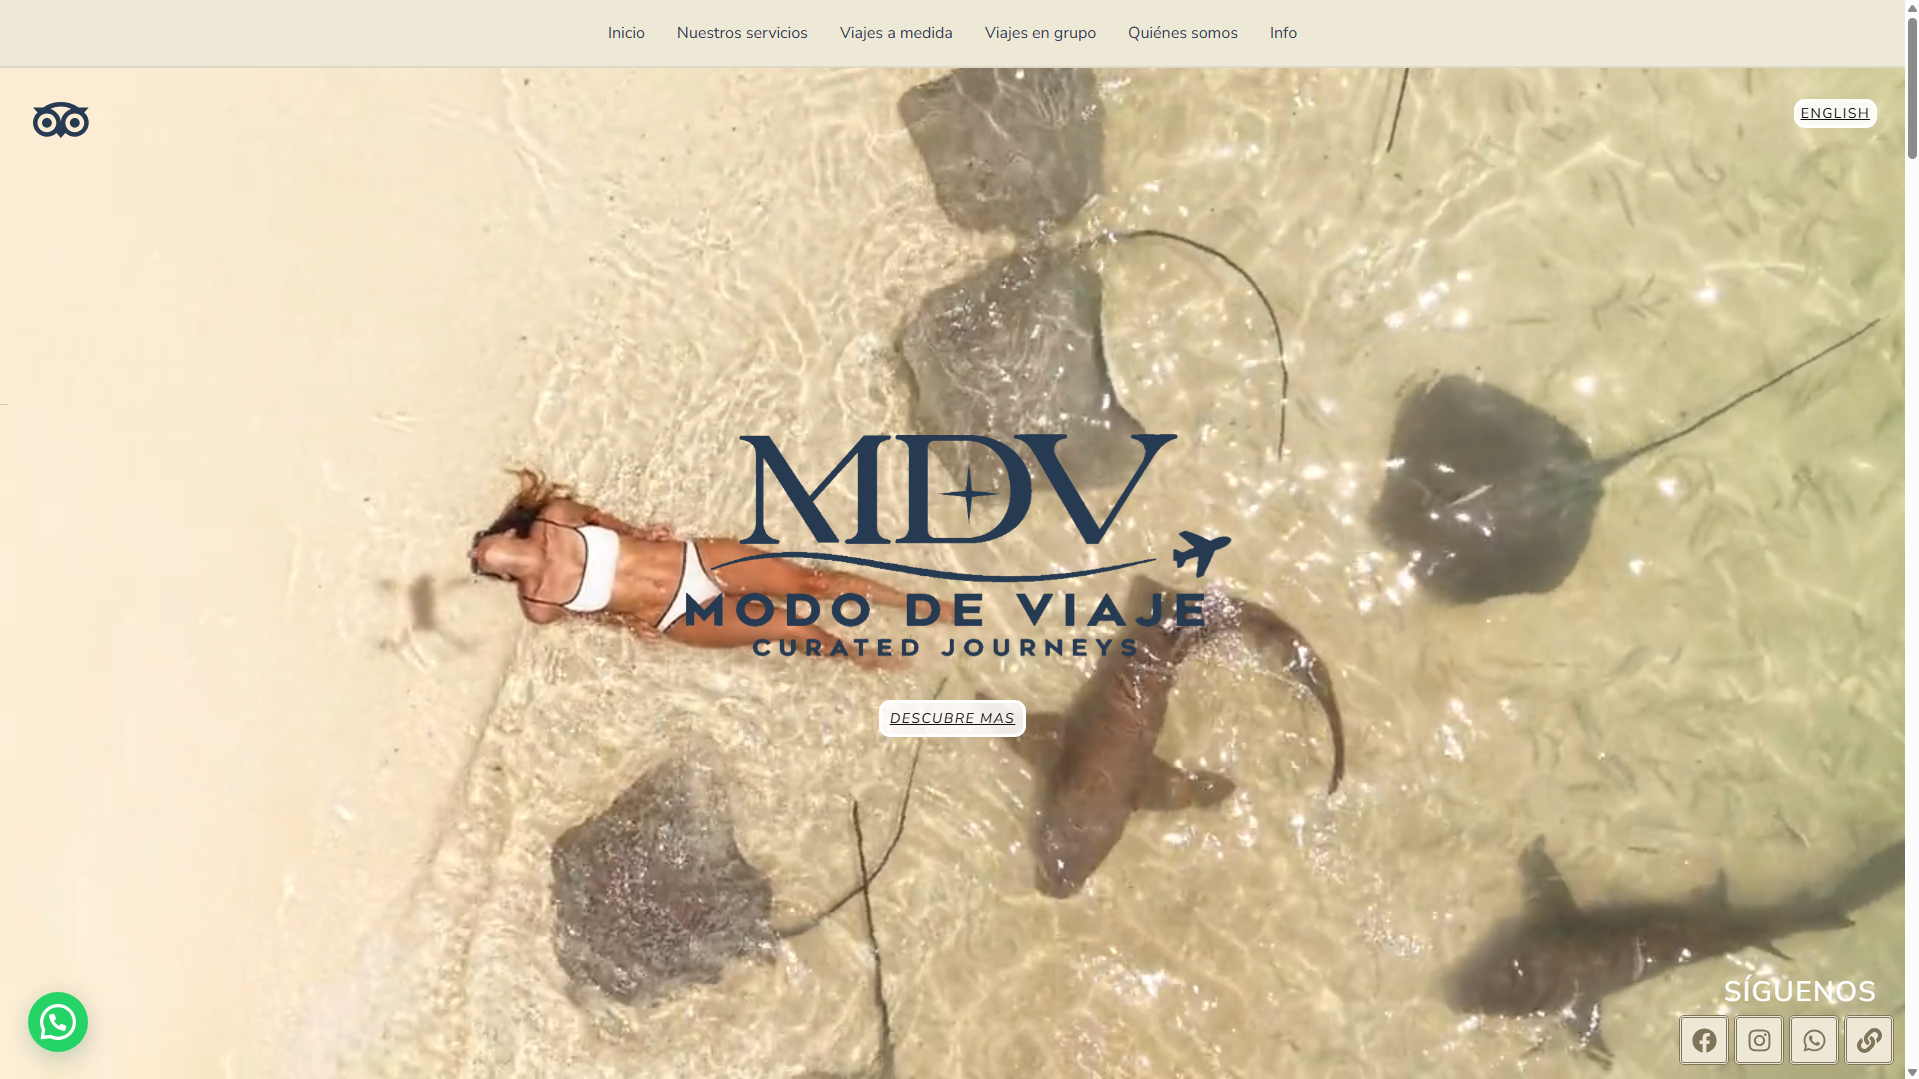 Inicio Nuestros servicios Viajes a medida Viajes en grupo Quiénes somos Info
ENGLISH
MDV
MODO DE VIAJE
CURATED JOURNEYS
DESCUBRE MAS
SÍGUENOS